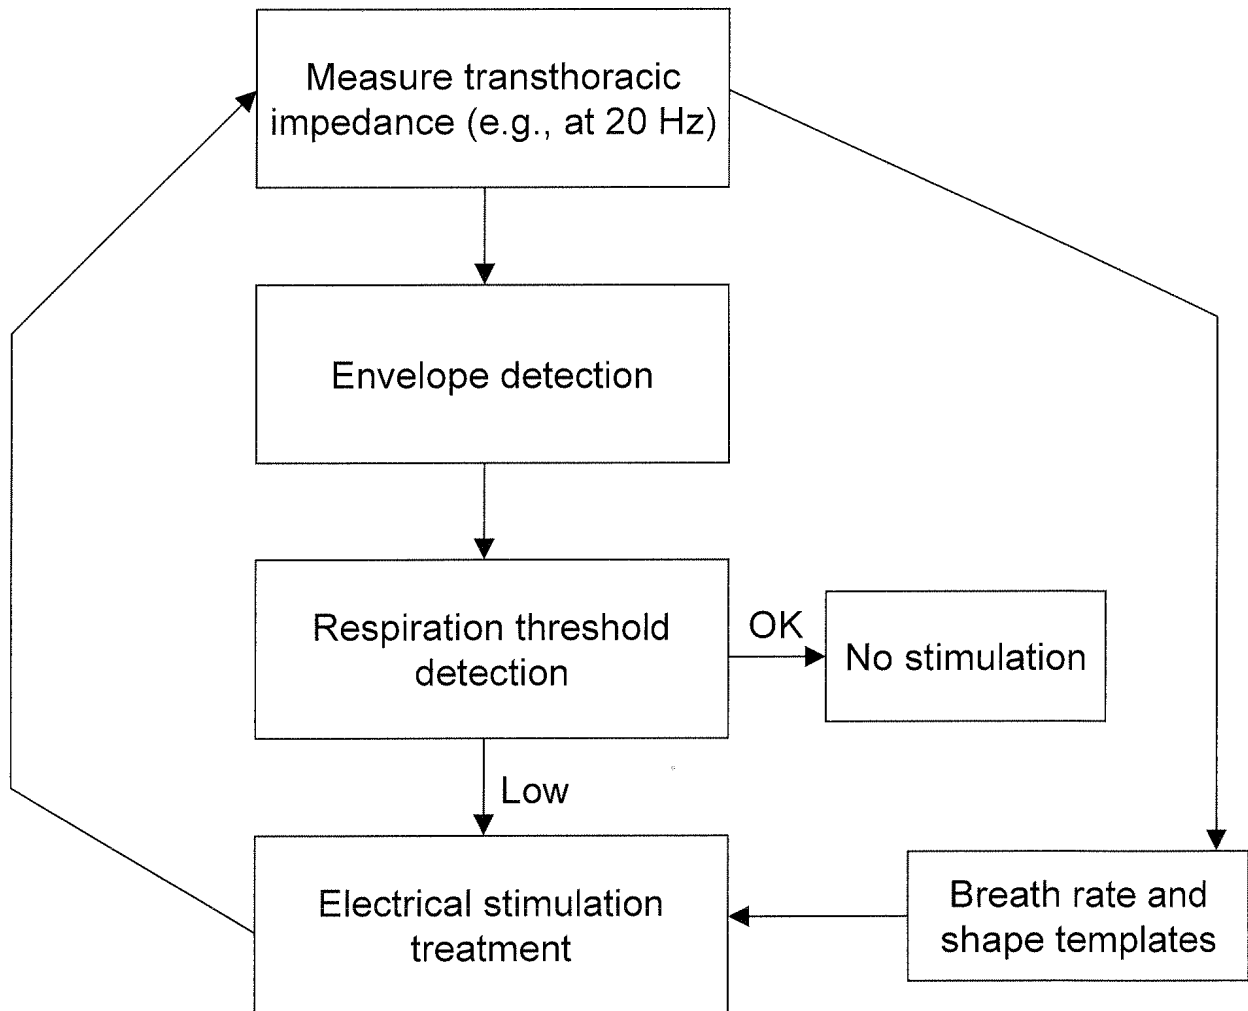 Measure transthoracic
impedance (e.g., at 20 Hz)
Envelope detection
Respiration threshold
detection
OK
No stimulation
Low
Electrical stimulation
treatment
Breath rate and
shape templates